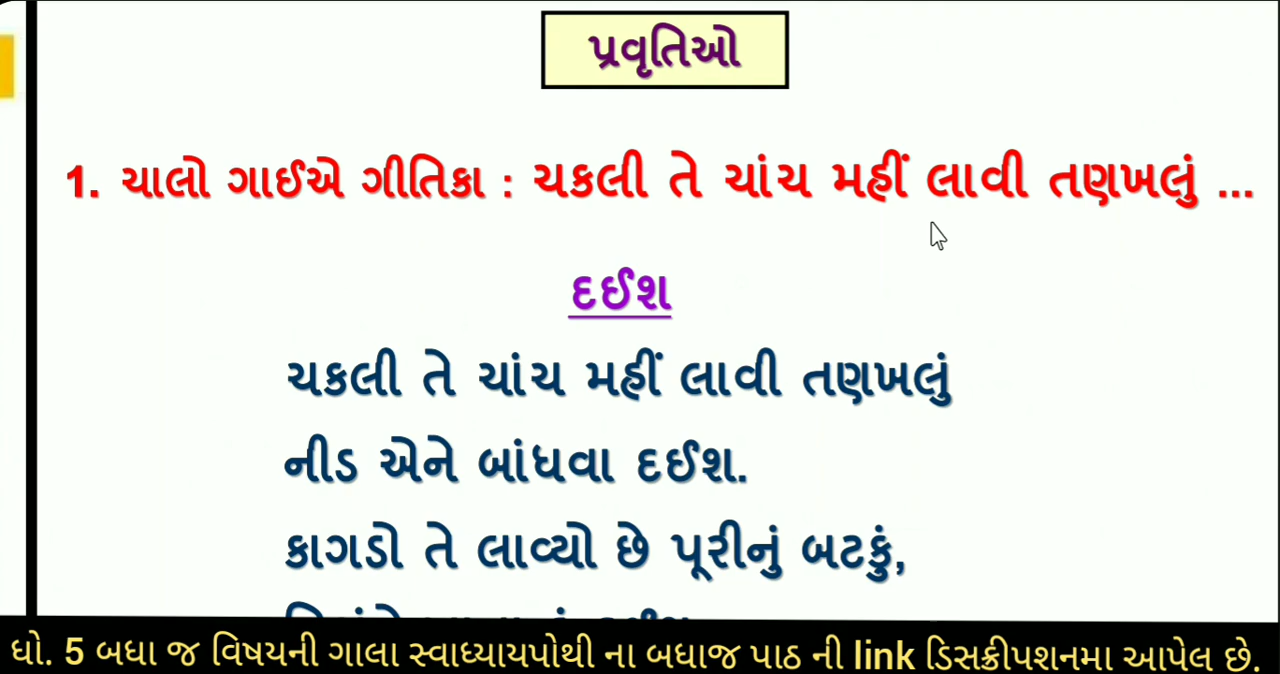 પ્રવૃતિઓ
1. ચાલો ગાઈએ ગીતિકા : ચકલી તે ચાંચ મહીં લાવી તણખલું ...
દઈશ
ચકલી તે ચાંચ મહીં લાવી તણખલું
નીડ એને બાંધવા દઈશ.
કાગડો તે લાવ્યો છે પૂરીનું બટકું,
ધો. 5 બધા જ વિષયની ગાલા સ્વાધ્યાયપોથી ના બધાજ પાઠ ની link ડિસક્રીપશનમા આપેલ છે.